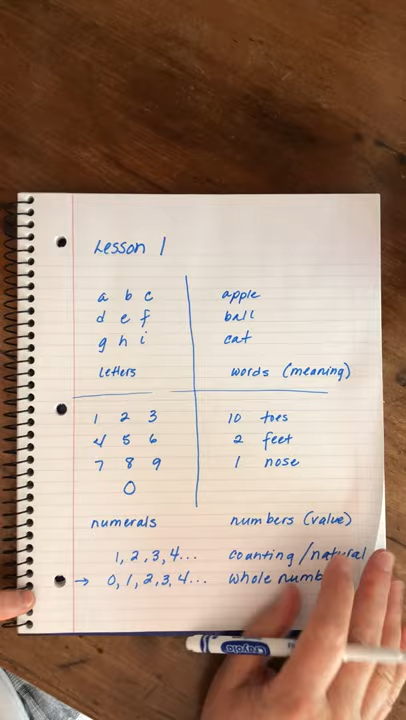 Lesson 1
a b c apple
d e f ball
g h i cat
letters words (meaning)
1 2 3 10 toes
4 5 6 2 feet
7 8 9 1 nose
0
numerals numbers (value)
1, 2, 3, 4... counting/natural
→ 0, 1, 2, 3, 4... whole
Crayola